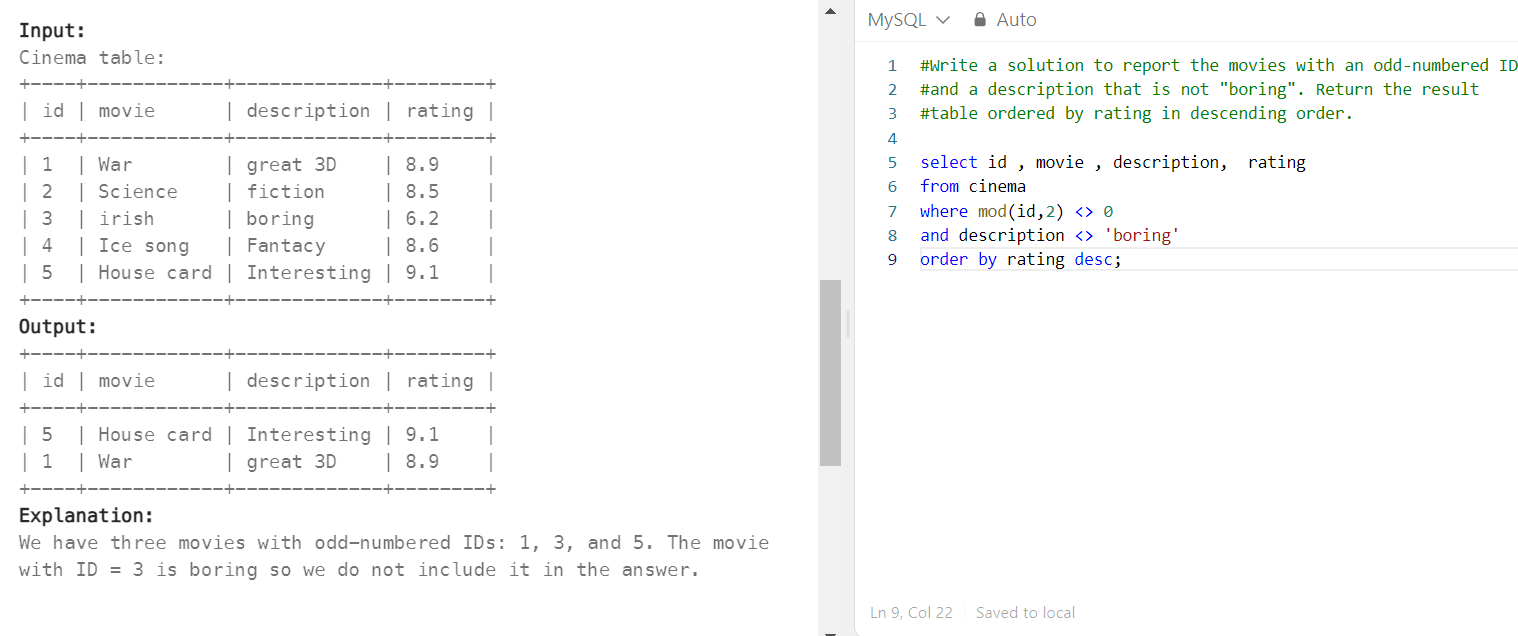 Input:
Cinema table:
+----+------------+-------------+--------+
| id | movie      | description | rating |
+----+------------+-------------+--------+
| 1  | War        | great 3D    | 8.9    |
| 2  | Science    | fiction     | 8.5    |
| 3  | irish      | boring      | 6.2    |
| 4  | Ice song   | Fantacy     | 8.6    |
| 5  | House card | Interesting | 9.1    |
+----+------------+-------------+--------+
Output:
+----+------------+-------------+--------+
| id | movie      | description | rating |
+----+------------+-------------+--------+
| 5  | House card | Interesting | 9.1    |
| 1  | War        | great 3D    | 8.9    |
+----+------------+-------------+--------+
Explanation:
We have three movies with odd-numbered IDs: 1, 3, and 5. The movie
with ID = 3 is boring so we do not include it in the answer.
MySQL Auto
1 #Write a solution to report the movies with an odd-numbered ID
2 #and a description that is not "boring". Return the result
3 #table ordered by rating in descending order.
4
5 select id , movie , description,  rating
6 from cinema
7 where mod(id,2) <> 0
8 and description <> 'boring'
9 order by rating desc;
Ln 9, Col 22 Saved to local